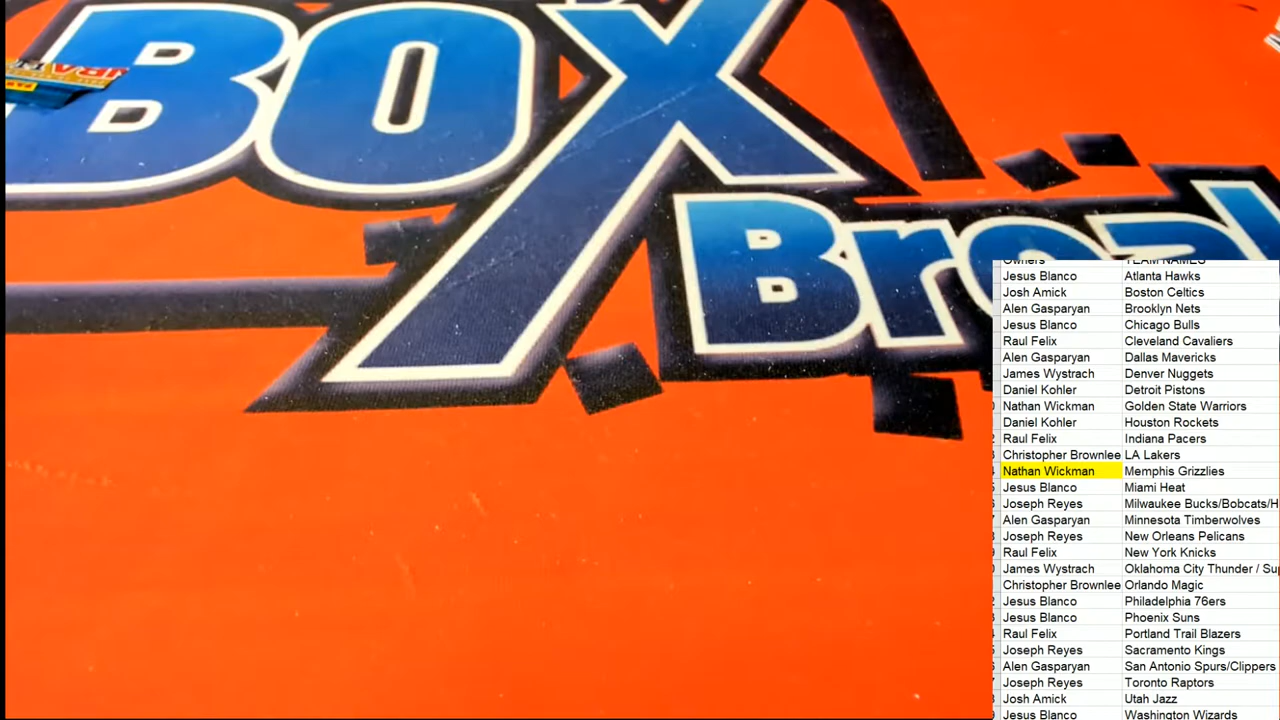 BOX
Brea
Owners TEAM NAMES
Jesus Blanco Atlanta Hawks
Josh Amick Boston Celtics
Alen Gasparyan Brooklyn Nets
Jesus Blanco Chicago Bulls
Raul Felix Cleveland Cavaliers
Alen Gasparyan Dallas Mavericks
James Wystrach Denver Nuggets
Daniel Kohler Detroit Pistons
Nathan Wickman Golden State Warriors
Daniel Kohler Houston Rockets
Raul Felix Indiana Pacers
Christopher Brownlee LA Lakers
Nathan Wickman Memphis Grizzlies
Jesus Blanco Miami Heat
Joseph Reyes Milwaukee Bucks/Bobcats/H
Alen Gasparyan Minnesota Timberwolves
Joseph Reyes New Orleans Pelicans
Raul Felix New York Knicks
James Wystrach Oklahoma City Thunder / Su
Christopher Brownlee Orlando Magic
Jesus Blanco Philadelphia 76ers
Jesus Blanco Phoenix Suns
Raul Felix Portland Trail Blazers
Joseph Reyes Sacramento Kings
Alen Gasparyan San Antonio Spurs/Clippers
Joseph Reyes Toronto Raptors
Josh Amick Utah Jazz
Jesus Blanco Washington Wizards